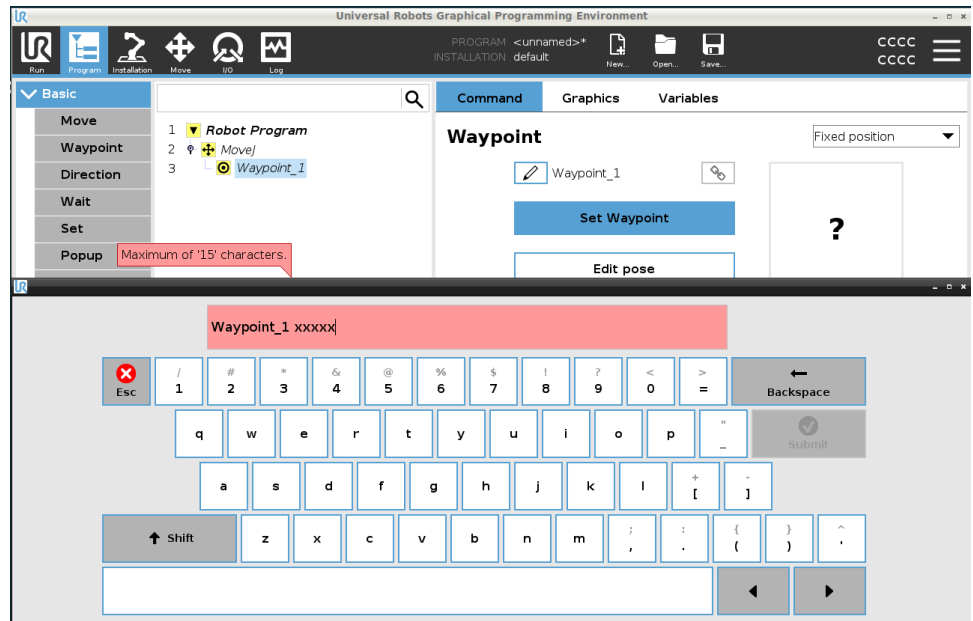 UR Universal Robots Graphical Programming Environment
UR
PROGRAM <unnamed>*
INSTALLATION default
CCCC
CCCC
Run Program Installation Move I/O Log New... Open... Save...
Basic
Command Graphics Variables
Move
Waypoint
Direction
Wait
Set
Popup
1 Robot Program
2 MoveJ
3 Waypoint_1
Waypoint
Fixed position
Waypoint_1
Set Waypoint
?
Edit pose
Maximum of '15' characters.
UR
Waypoint_1 xxxxx
Esc
/ # * & @ % $ ! ? < >
1 2 3 4 5 6 7 8 9 0 =
Backspace
q w e r t y u i o p " _
Submit
a s d f g h j k l + [ - ]
Shift z x c v b n m ; , : . { ( } ) ^ '